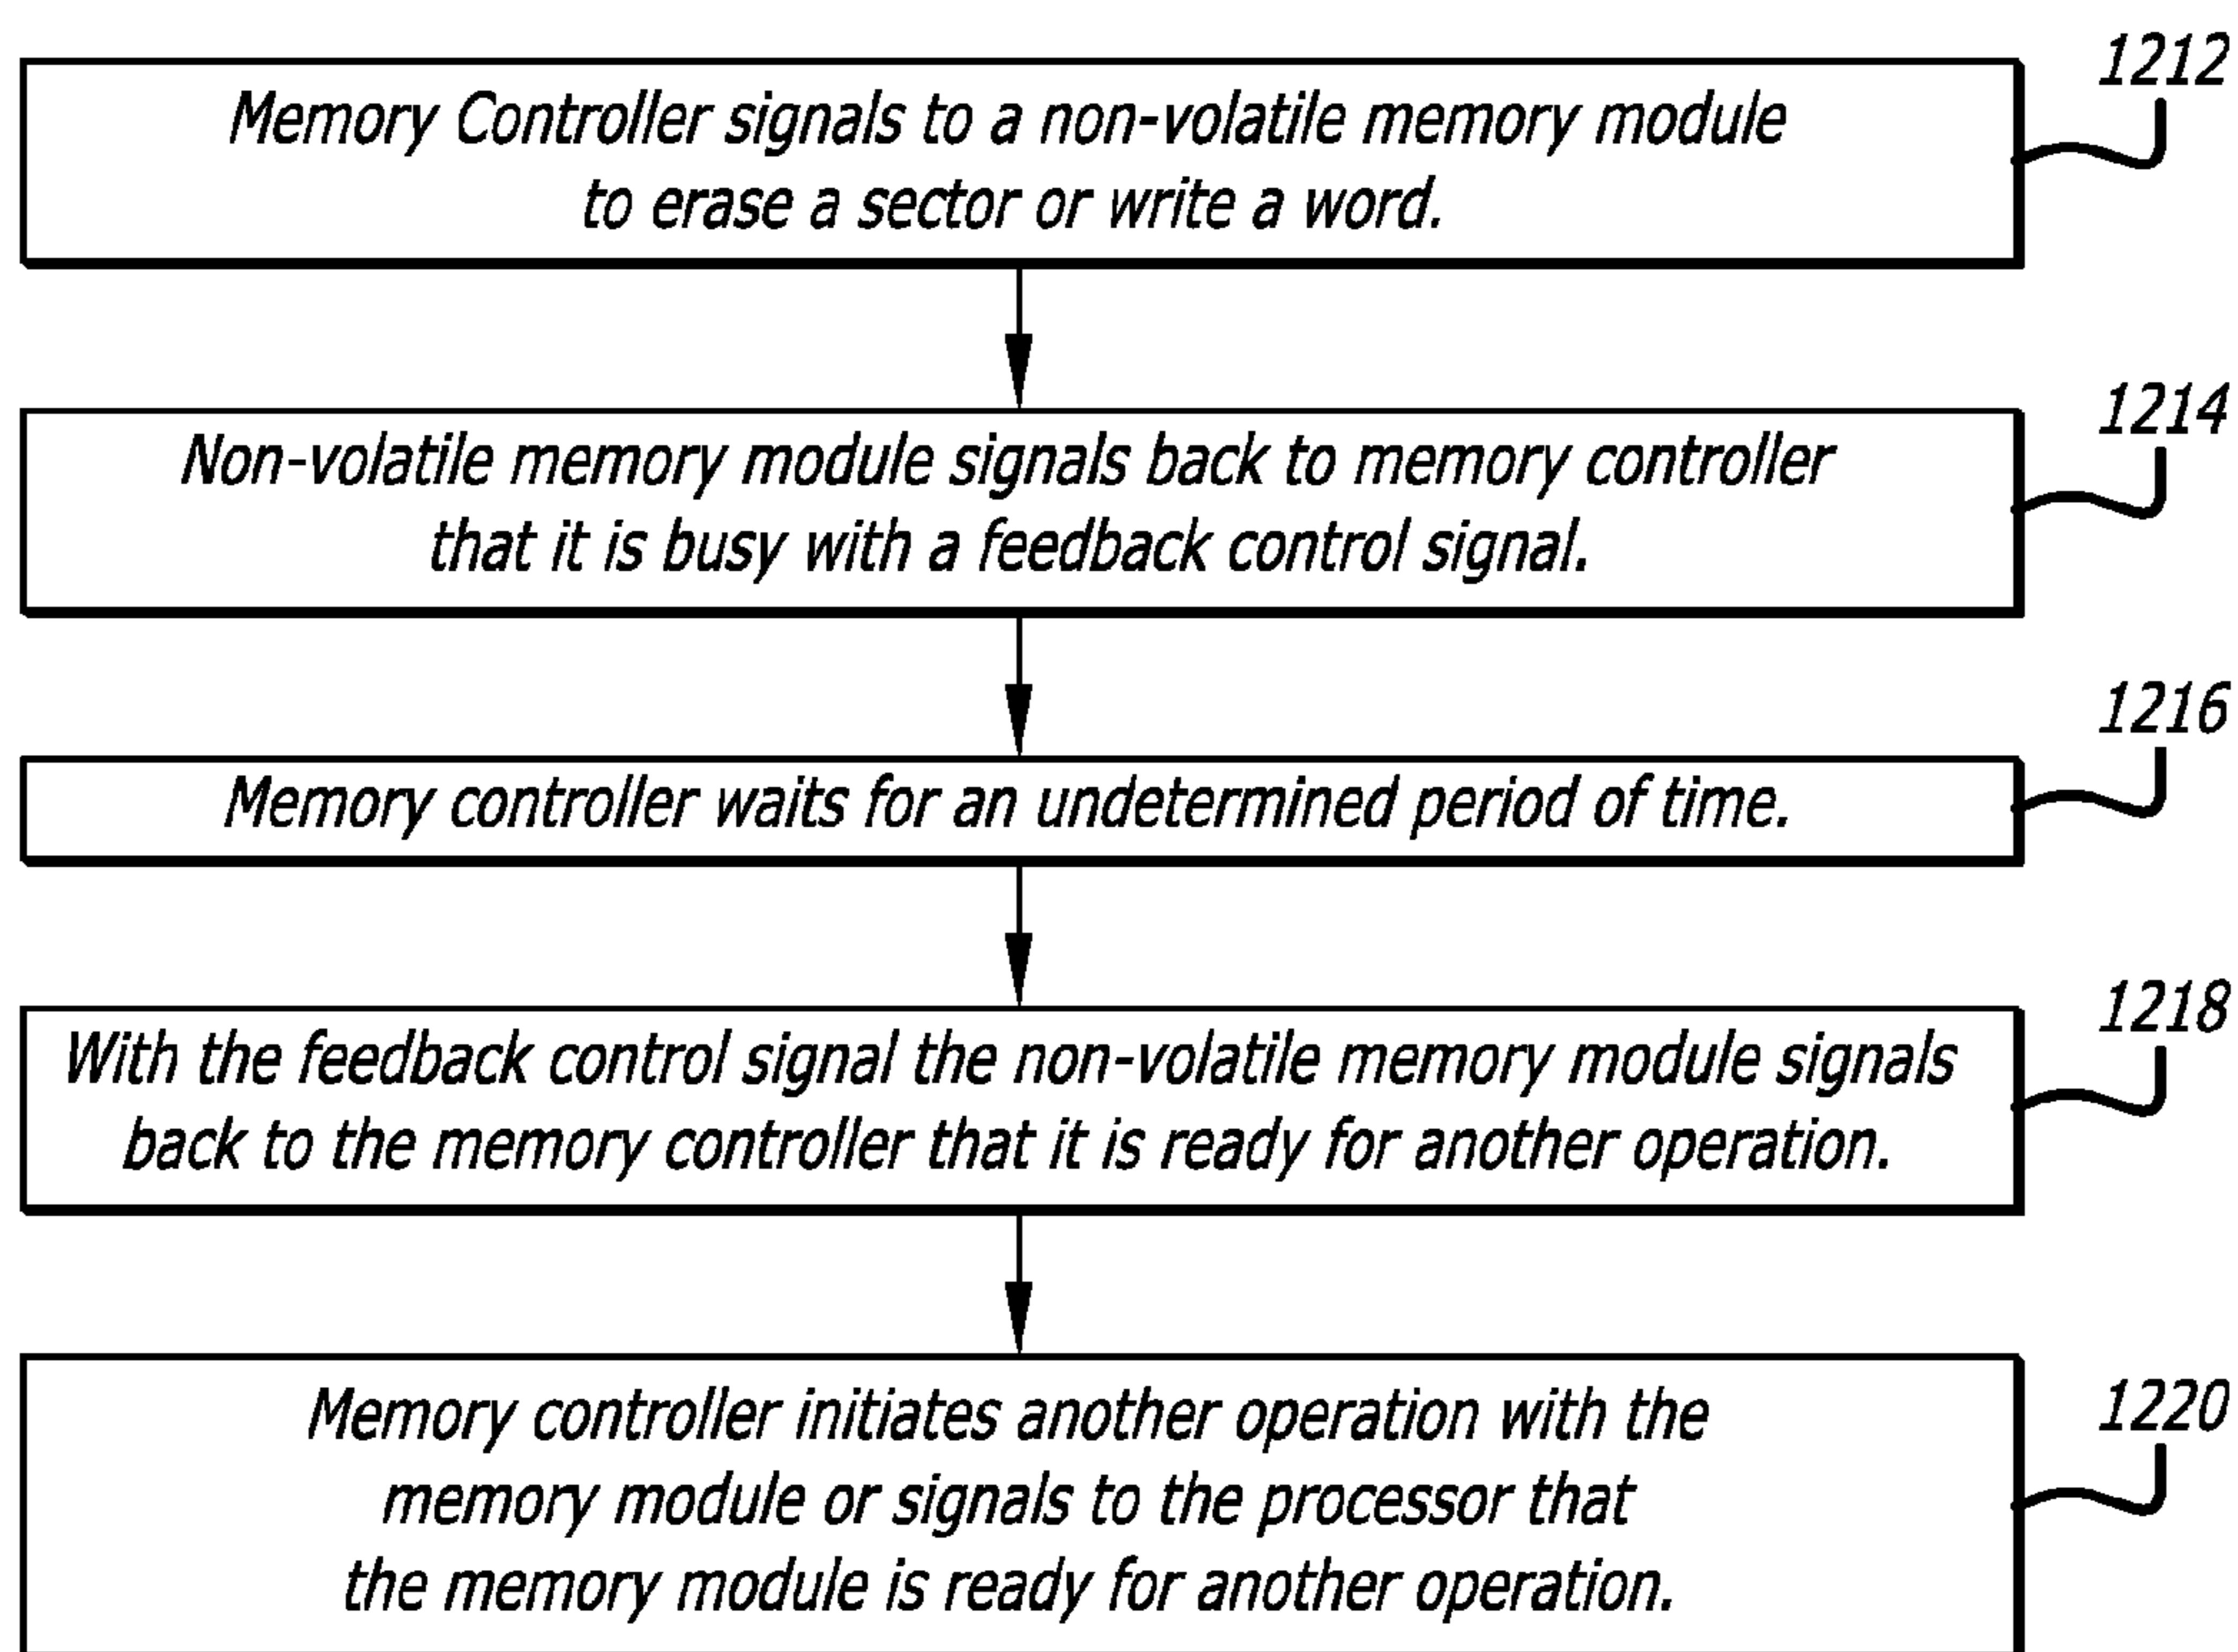 1212
Memory Controller signals to a non-volatile memory module
to erase a sector or write a word.
1214
Non-volatile memory module signals back to memory controller
that it is busy with a feedback control signal.
1216
Memory controller waits for an undetermined period of time.
1218
With the feedback control signal the non-volatile memory module signals
back to the memory controller that it is ready for another operation.
1220
Memory controller initiates another operation with the
memory module or signals to the processor that
the memory module is ready for another operation.